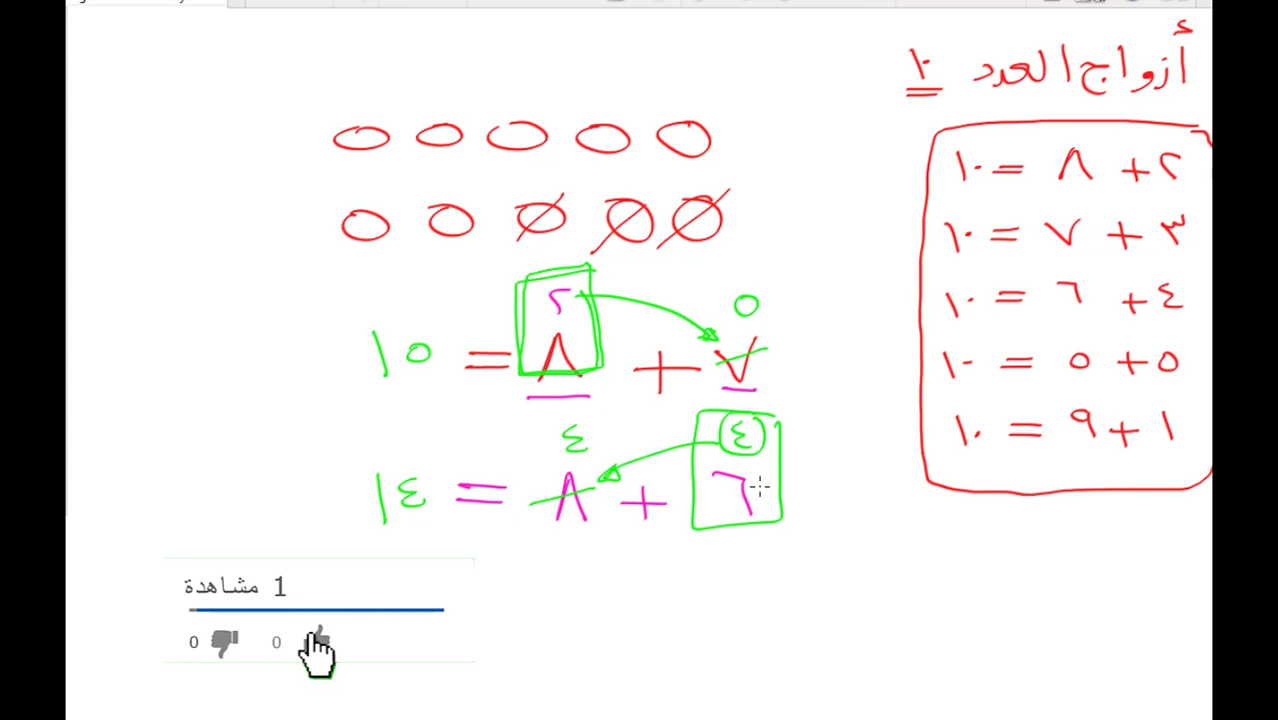 أزواج العدد ١٠
٢ + ٨ = ١٠
٣ + ٧ = ١٠
٤ + ٦ = ١٠
٥ + ٥ = ١٠
١ + ٩ = ١٠
٥ ٢
٧ + ٨ = ١٥
٤ ٤
٦ + ٨ = ١٤
1 مشاهدة
0 0